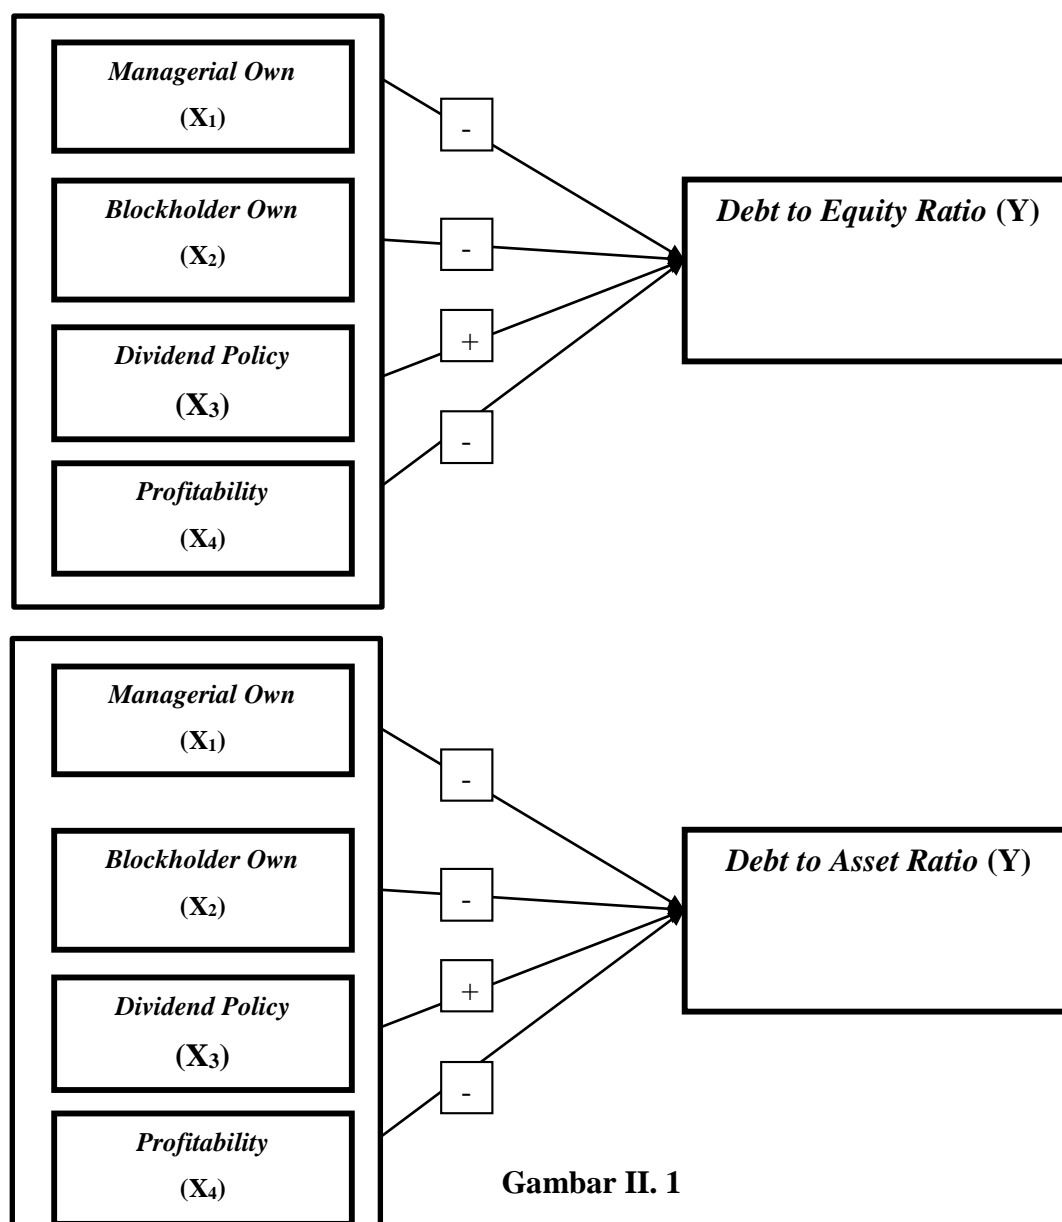 Managerial Own
(X1)
-
Blockholder Own
(X2)
-
Dividend Policy
(X3)
+
Profitability
(X4)
-
Debt to Equity Ratio (Y)
Managerial Own
(X1)
-
Blockholder Own
(X2)
-
Dividend Policy
(X3)
+
Profitability
(X4)
-
Debt to Asset Ratio (Y)
Gambar II. 1